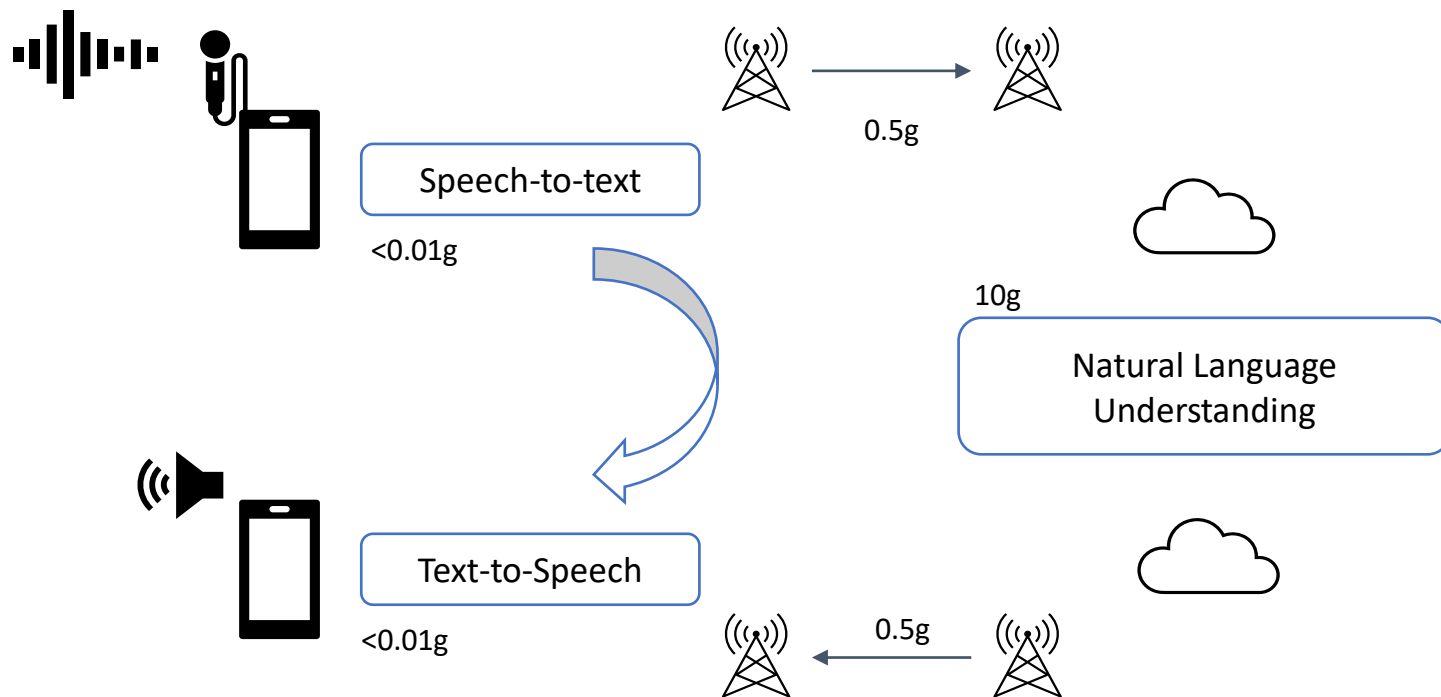 0.5g
Speech-to-text
<0.01g
10g
Natural Language
Understanding
Text-to-Speech
<0.01g
0.5g